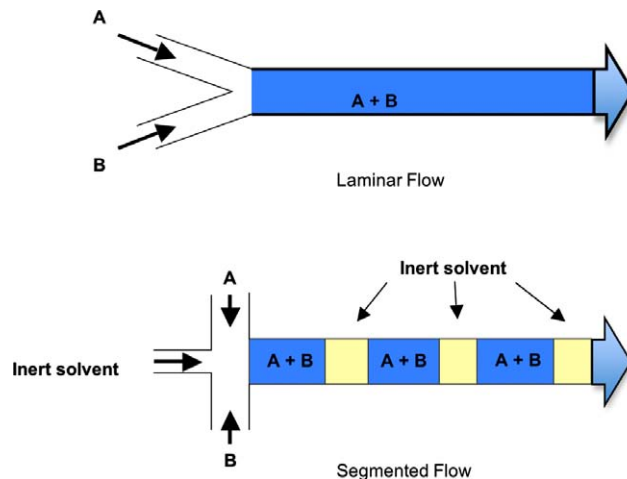 A
A + B
B
Laminar Flow
Inert solvent
A
Inert solvent
A + B A + B A + B
B
Segmented Flow